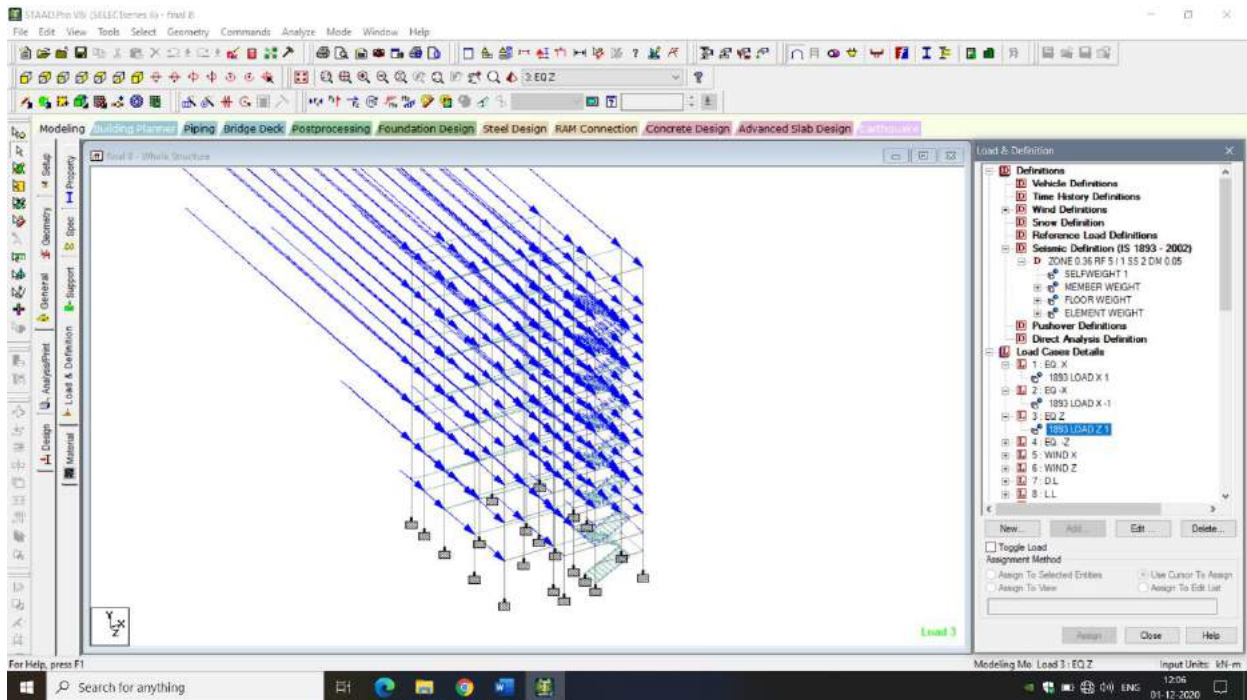 STAAD.Pro V8i (SELECTseries 6) - final 8
File Edit View Tools Select Geometry Commands Analyze Mode Window Help
3: EQ Z
Modeling Building Planner Piping Bridge Deck Postprocessing Foundation Design Steel Design RAM Connection Concrete Design Advanced Slab Design Earthquake
Setup
Geometry
General
Analysis/Print
Design
Property
Spec
Support
Load & Definition
Material
final 8 - Whole Structure
Y
X
Z
Load 3
Load & Definition
Definitions
Vehicle Definitions
Time History Definitions
Wind Definitions
Snow Definition
Reference Load Definitions
Seismic Definition (IS 1893 - 2002)
ZONE 0.36 RF 5 I 1 SS 2 DM 0.05
SELFWEIGHT 1
MEMBER WEIGHT
FLOOR WEIGHT
ELEMENT WEIGHT
Pushover Definitions
Direct Analysis Definition
Load Cases Details
1 : EQ. X
1893 LOAD X 1
2 : EQ -X
1893 LOAD X -1
3 : EQ Z
1893 LOAD Z 1
4 : EQ. -Z
5 : WIND X
6 : WIND Z
7 : D.L
8 : L.L
New... Add... Edit ... Delete...
Toggle Load
Assignment Method
Assign To Selected Entities Use Cursor To Assign
Assign To View Assign To Edit List
Assign Close Help
For Help, press F1
Modeling Mo Load 3 : EQ Z Input Units: kN-m
Search for anything
ENG
12:06
01-12-2020